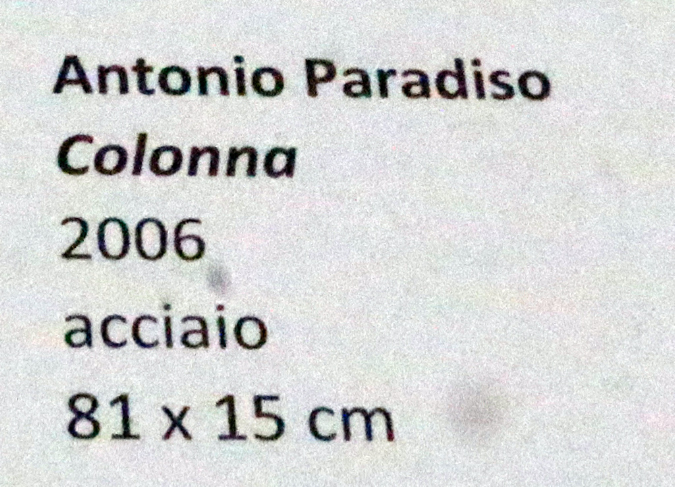 Antonio Paradiso
Colonna
2006
acciaio
81 x 15 cm